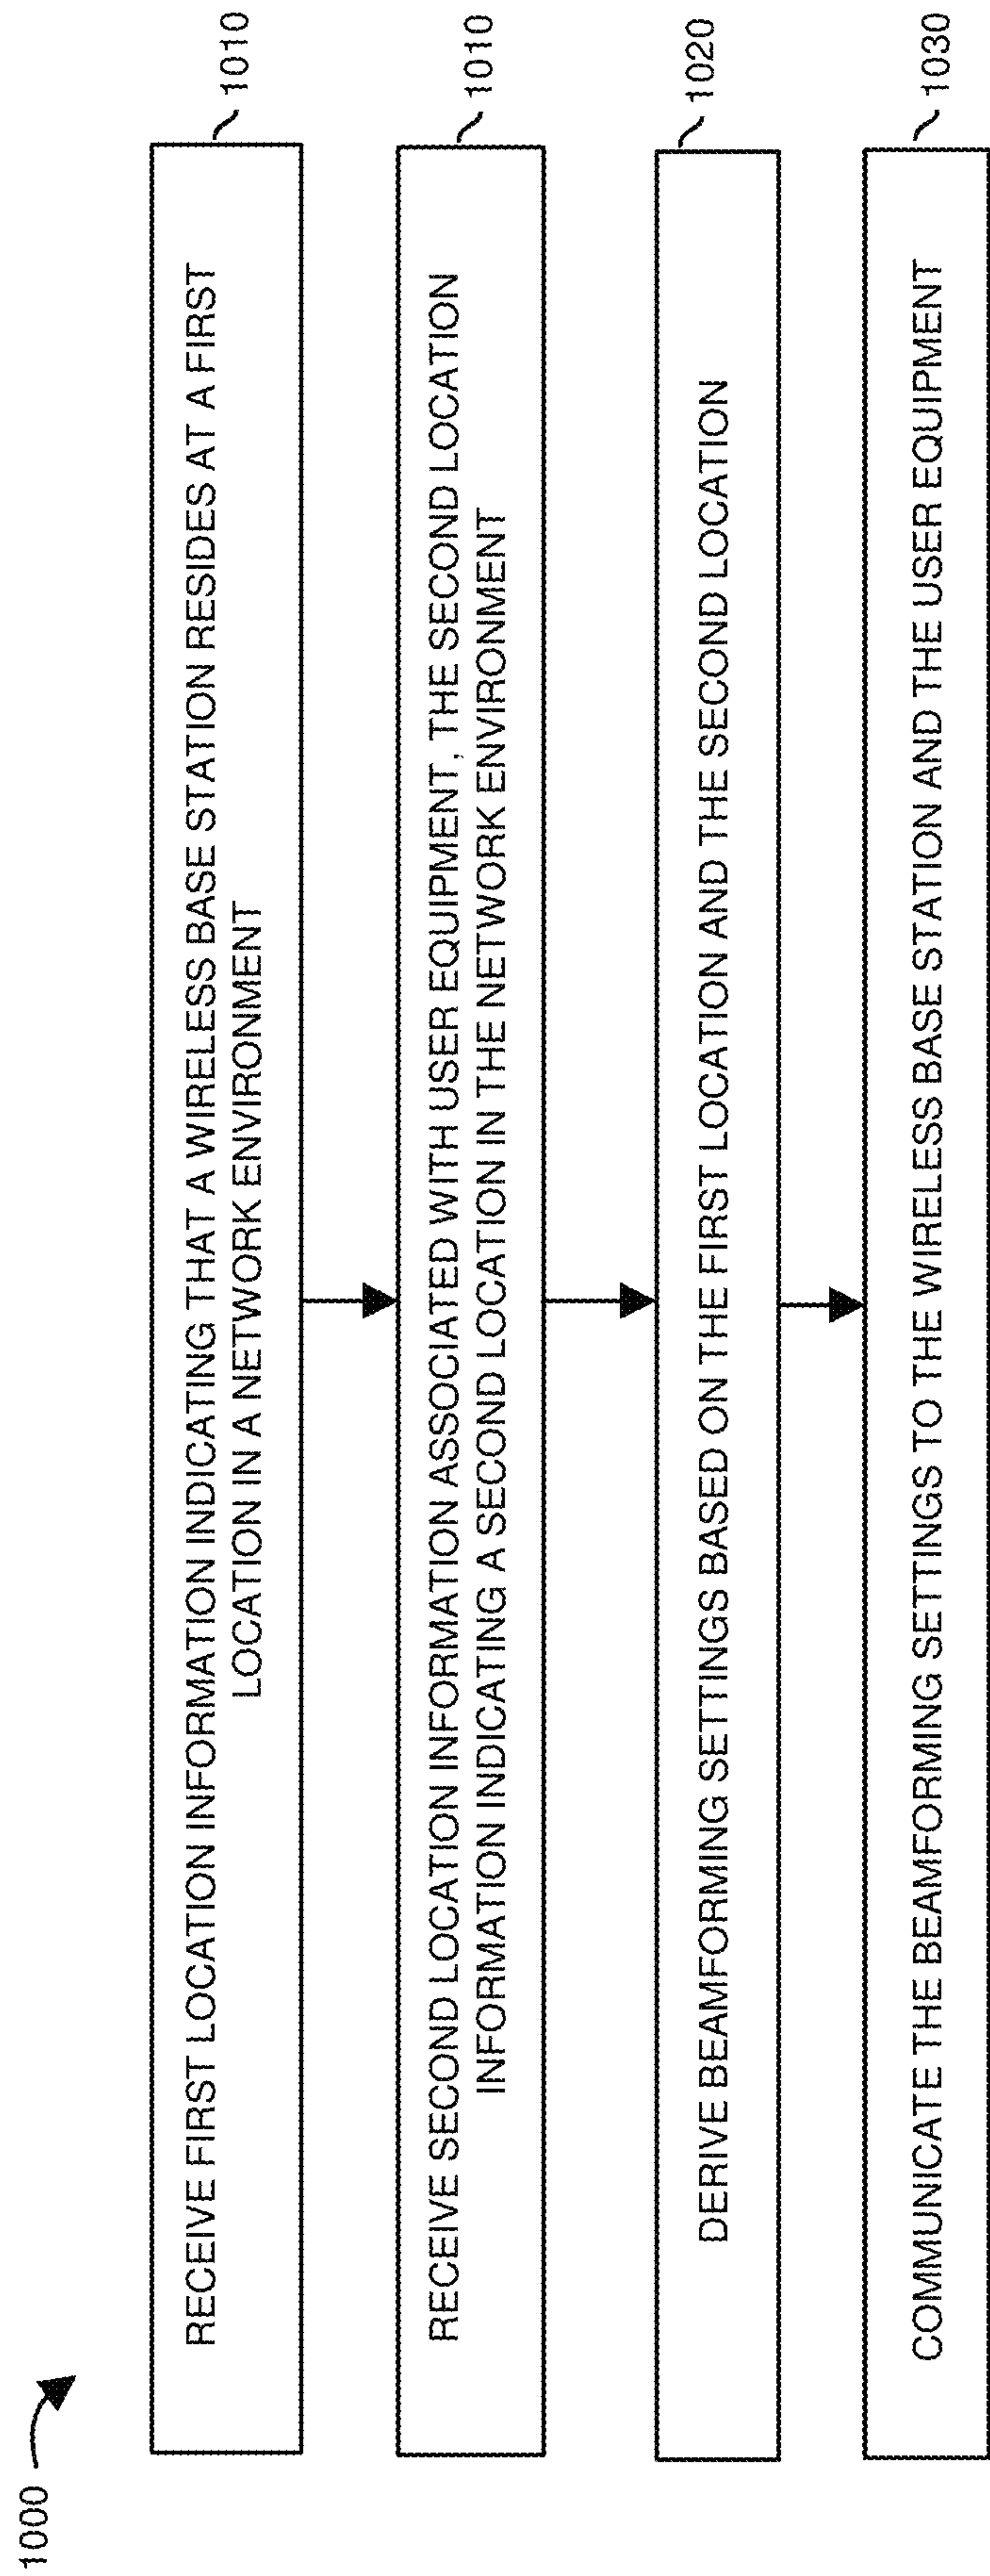 1000
RECEIVE FIRST LOCATION INFORMATION INDICATING THAT A WIRELESS BASE STATION RESIDES AT A FIRST
LOCATION IN A NETWORK ENVIRONMENT
1010
RECEIVE SECOND LOCATION INFORMATION ASSOCIATED WITH USER EQUIPMENT, THE SECOND LOCATION
INFORMATION INDICATING A SECOND LOCATION IN THE NETWORK ENVIRONMENT
1010
DERIVE BEAMFORMING SETTINGS BASED ON THE FIRST LOCATION AND THE SECOND LOCATION
1020
COMMUNICATE THE BEAMFORMING SETTINGS TO THE WIRELESS BASE STATION AND THE USER EQUIPMENT
1030